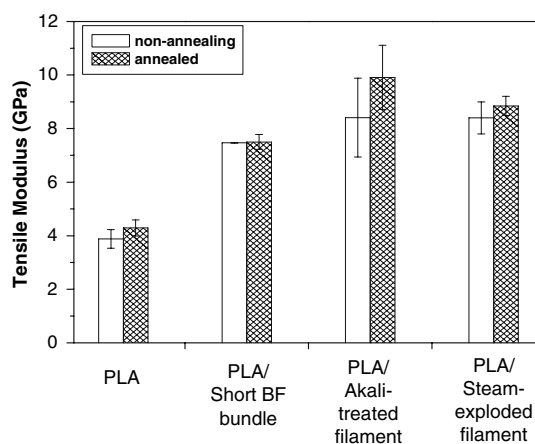 12
non-annealing
annealed
10
8
6
4
2
0
Tensile Modulus (GPa)
PLA
PLA/
Short BF
bundle
PLA/
Akali-
treated
filament
PLA/
Steam-
exploded
filament